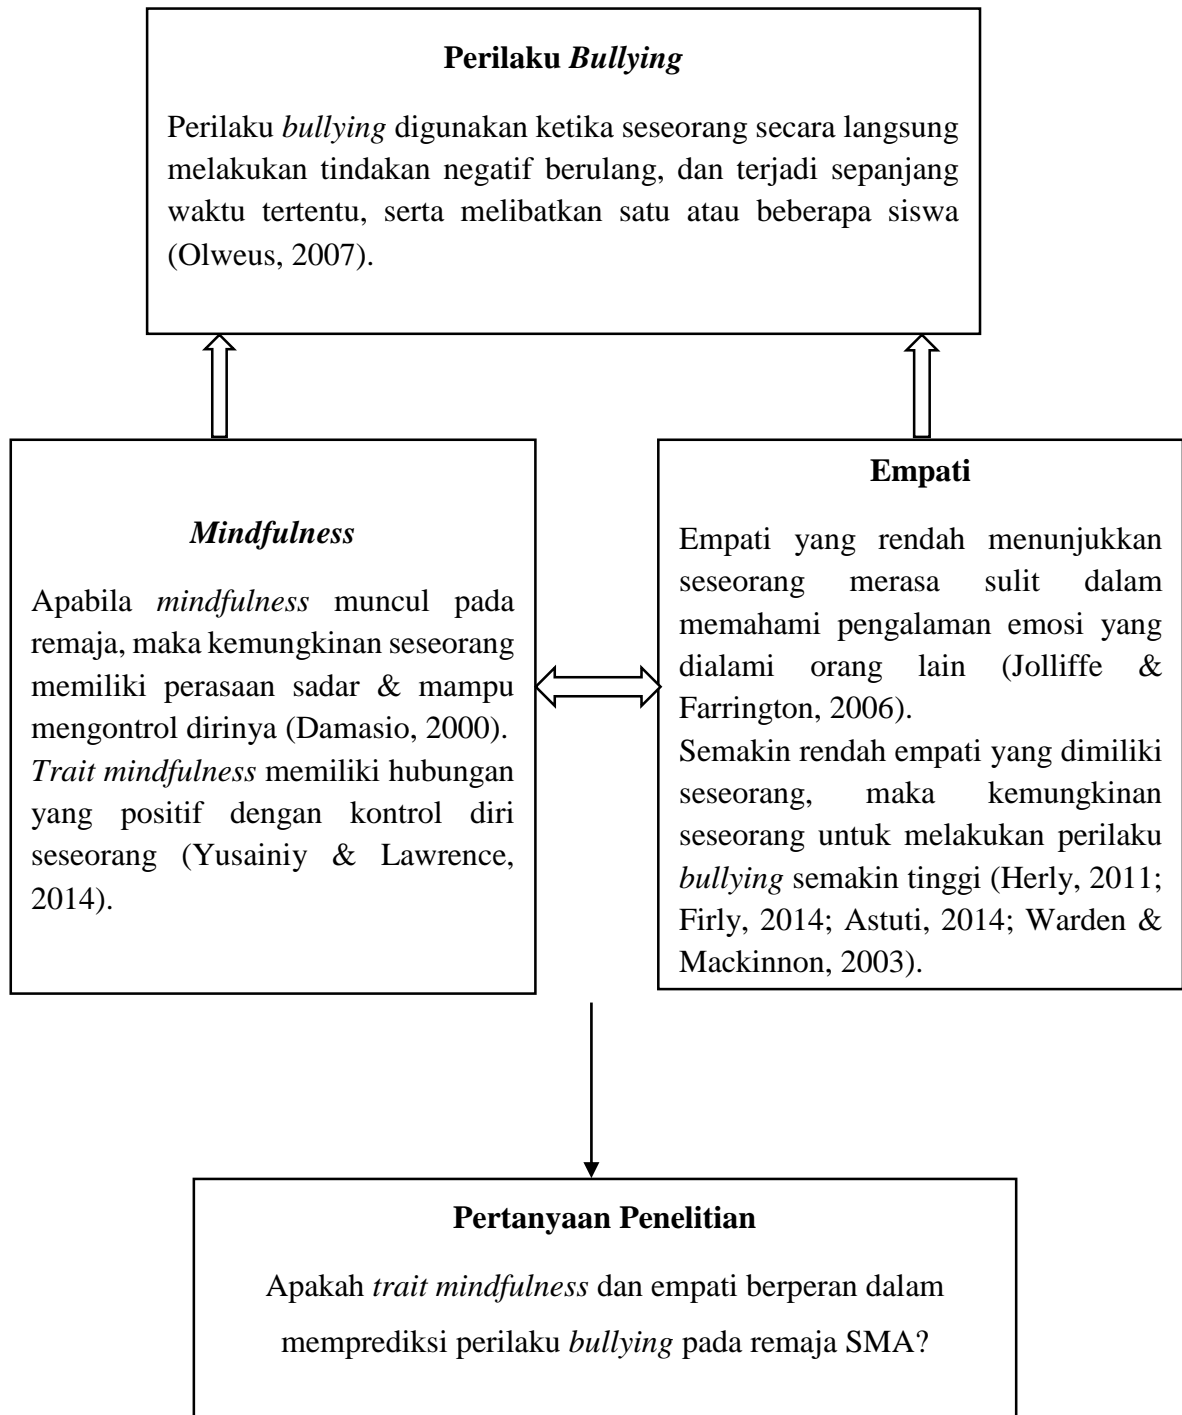 Perilaku Bullying
Perilaku bullying digunakan ketika seseorang secara langsung
melakukan tindakan negatif berulang, dan terjadi sepanjang
waktu tertentu, serta melibatkan satu atau beberapa siswa
(Olweus, 2007).
Mindfulness
Apabila mindfulness muncul pada
remaja, maka kemungkinan seseorang
memiliki perasaan sadar & mampu
mengontrol dirinya (Damasio, 2000).
Trait mindfulness memiliki hubungan
yang positif dengan kontrol diri
seseorang (Yusainiy & Lawrence,
2014).
Empati
Empati yang rendah menunjukkan
seseorang merasa sulit dalam
memahami pengalaman emosi yang
dialami orang lain (Jolliffe &
Farrington, 2006).
Semakin rendah empati yang dimiliki
seseorang, maka kemungkinan
seseorang untuk melakukan perilaku
bullying semakin tinggi (Herly, 2011;
Firly, 2014; Astuti, 2014; Warden &
Mackinnon, 2003).
Pertanyaan Penelitian
Apakah trait mindfulness dan empati berperan dalam
memprediksi perilaku bullying pada remaja SMA?